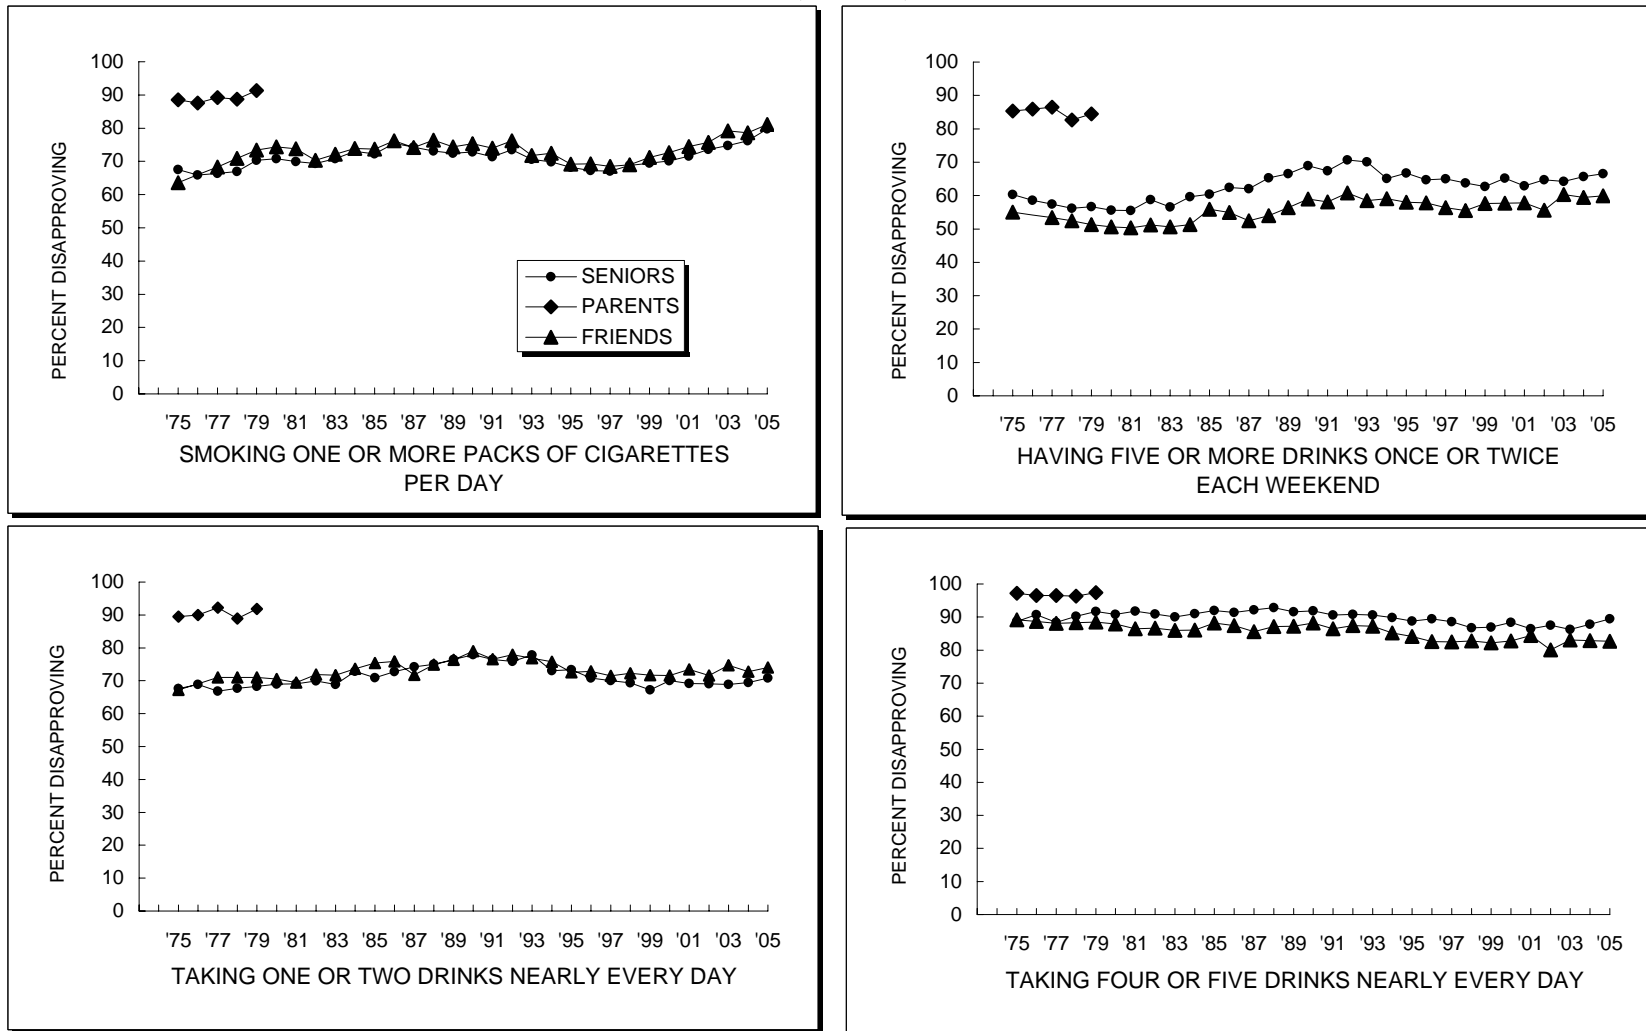 100
90
80
70
60
50
40
30
20
10
0
PERCENT DISAPPROVING
SENIORS
PARENTS
FRIENDS
'75 '77 '79 '81 '83 '85 '87 '89 '91 '93 '95 '97 '99 '01 '03 '05
SMOKING ONE OR MORE PACKS OF CIGARETTES
PER DAY
100
90
80
70
60
50
40
30
20
10
0
PERCENT DISAPPROVING
'75 '77 '79 '81 '83 '85 '87 '89 '91 '93 '95 '97 '99 '01 '03 '05
HAVING FIVE OR MORE DRINKS ONCE OR TWICE
EACH WEEKEND
100
90
80
70
60
50
40
30
20
10
0
PERCENT DISAPPROVING
'75 '77 '79 '81 '83 '85 '87 '89 '91 '93 '95 '97 '99 '01 '03 '05
TAKING ONE OR TWO DRINKS NEARLY EVERY DAY
100
90
80
70
60
50
40
30
20
10
0
PERCENT DISAPPROVING
'75 '77 '79 '81 '83 '85 '87 '89 '91 '93 '95 '97 '99 '01 '03 '05
TAKING FOUR OR FIVE DRINKS NEARLY EVERY DAY